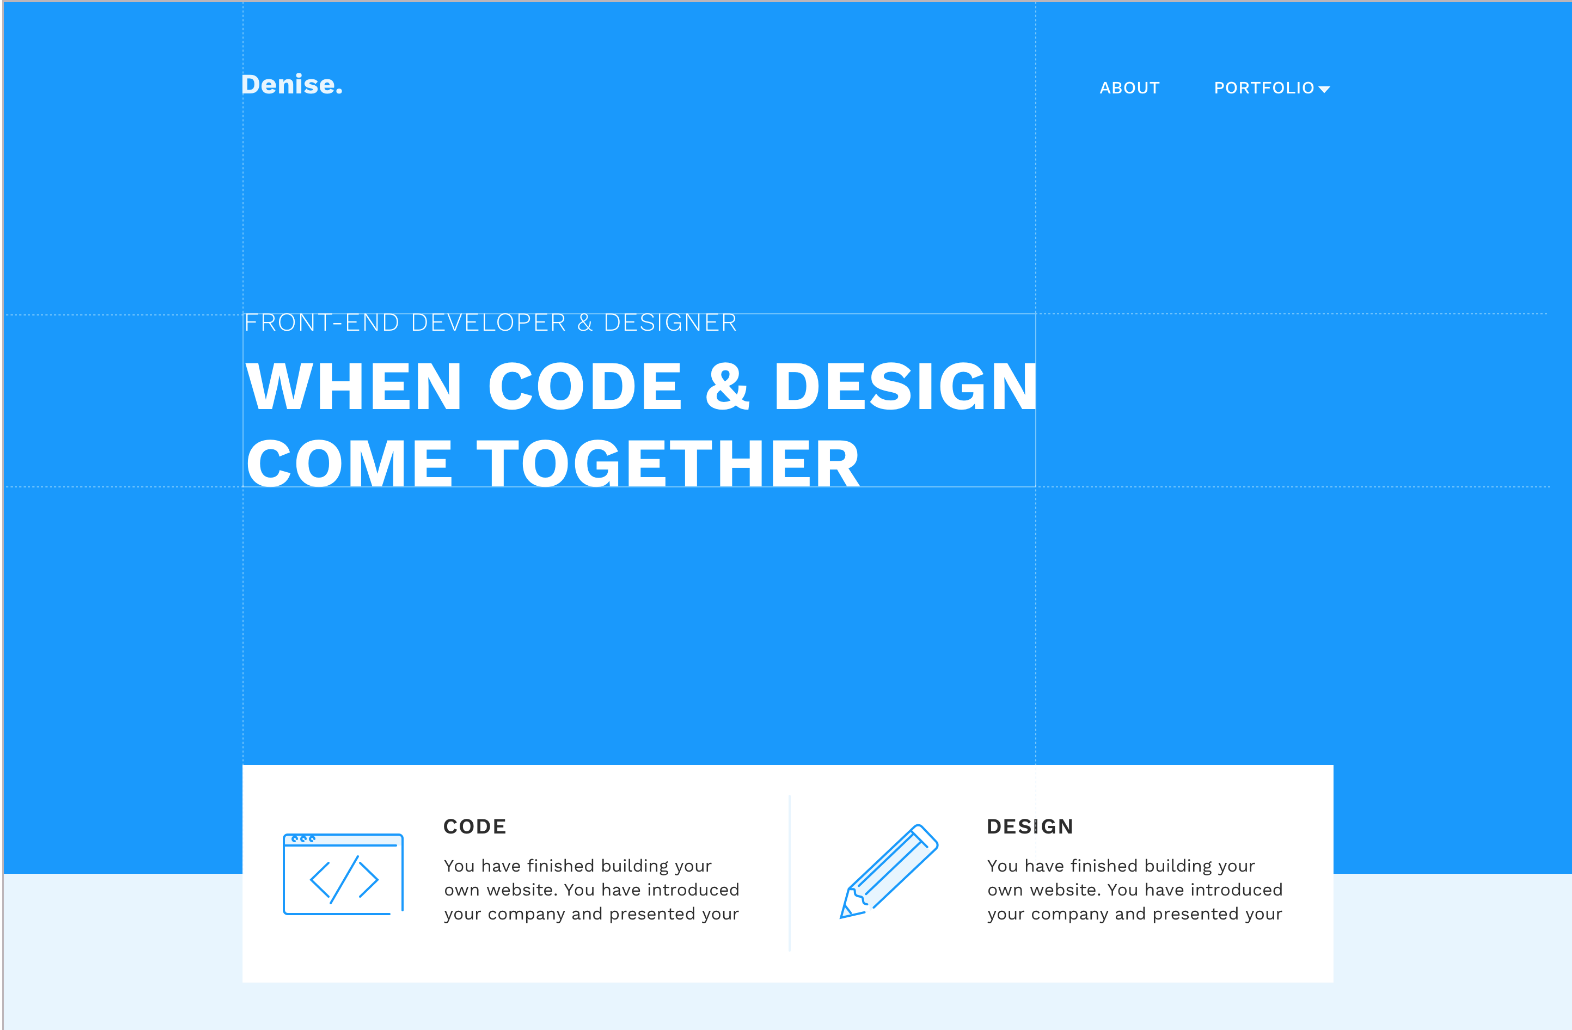 Denise.
ABOUT
PORTFOLIO
FRONT-END DEVELOPER & DESIGNER
WHEN CODE & DESIGN
COME TOGETHER
CODE
You have finished building your
own website. You have introduced
your company and presented your
DESIGN
You have finished building your
own website. You have introduced
your company and presented your